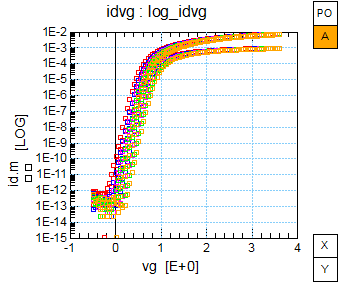 idvg : log_idvg
PO
A
1E-2
1E-3
1E-4
1E-5
1E-6
1E-7
1E-8
1E-9
1E-10
1E-11
1E-12
1E-13
1E-14
1E-15
id.m [LOG]
-1 0 1 2 3 4
vg [E+0]
X
Y